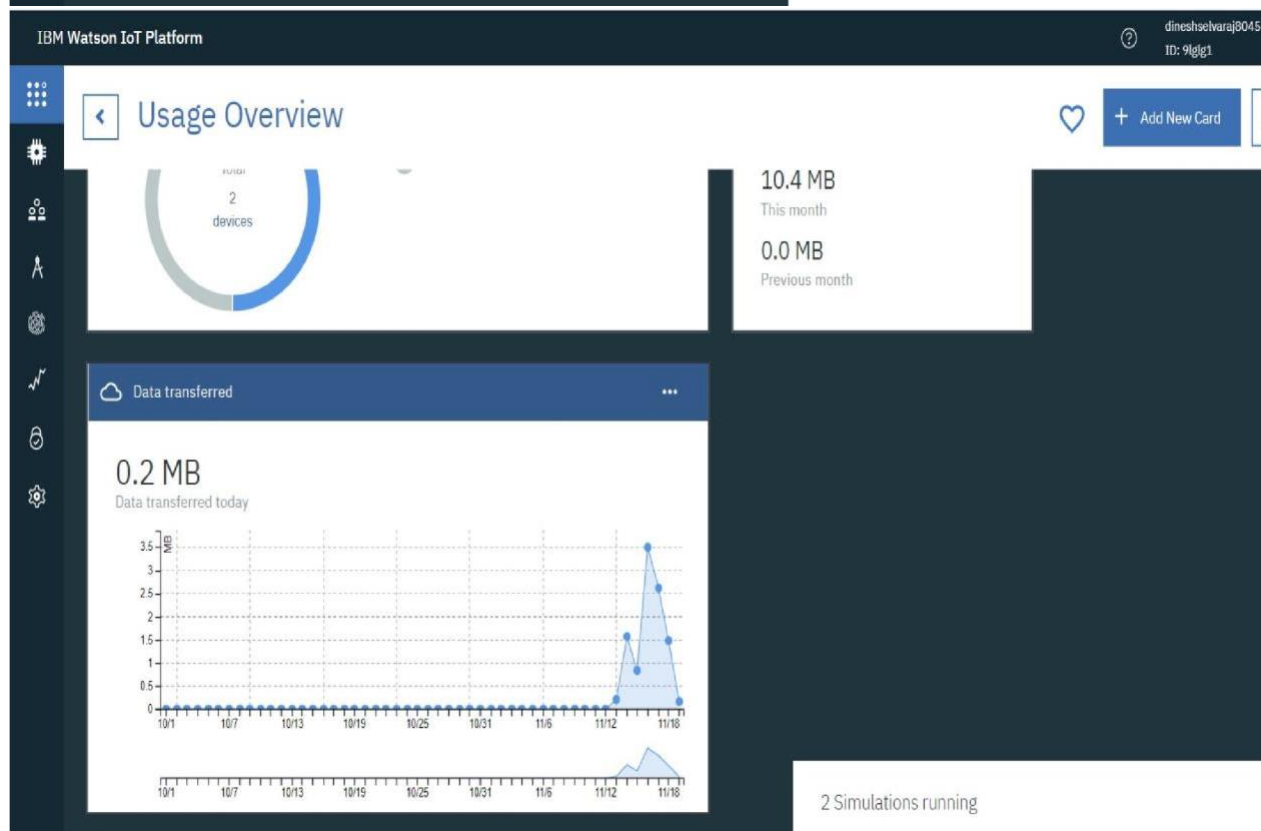 IBM Watson IoT Platform
dineshselvaraj8045
ID: 9lglg1
Usage Overview
+ Add New Card
2
devices
10.4 MB
This month
0.0 MB
Previous month
Data transferred
0.2 MB
Data transferred today
MB
3.5
3
2.5
2
1.5
1
0.5
0
10/1 10/7 10/13 10/19 10/25 10/31 11/6 11/12 11/18
10/1 10/7 10/13 10/19 10/25 10/31 11/6 11/12 11/18
2 Simulations running